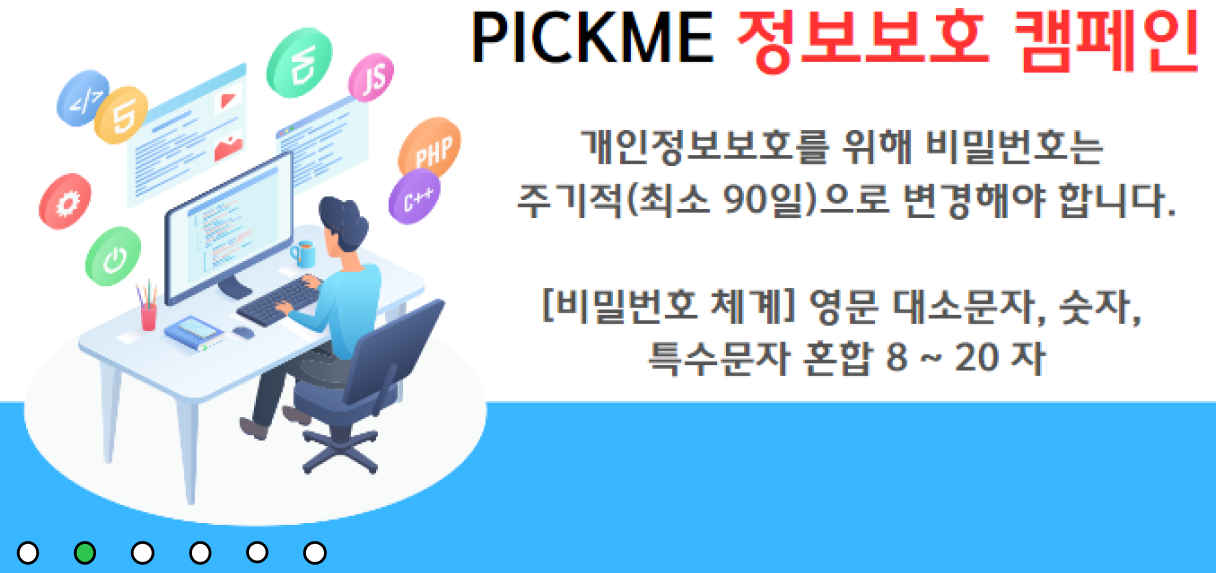 PICKME 정보보호 캠페인
개인정보보호를 위해 비밀번호는
주기적(최소 90일)으로 변경해야 합니다.
[비밀번호 체계] 영문 대소문자, 숫자,
특수문자 혼합 8 ~ 20 자
</>
5
JS
PHP
C++